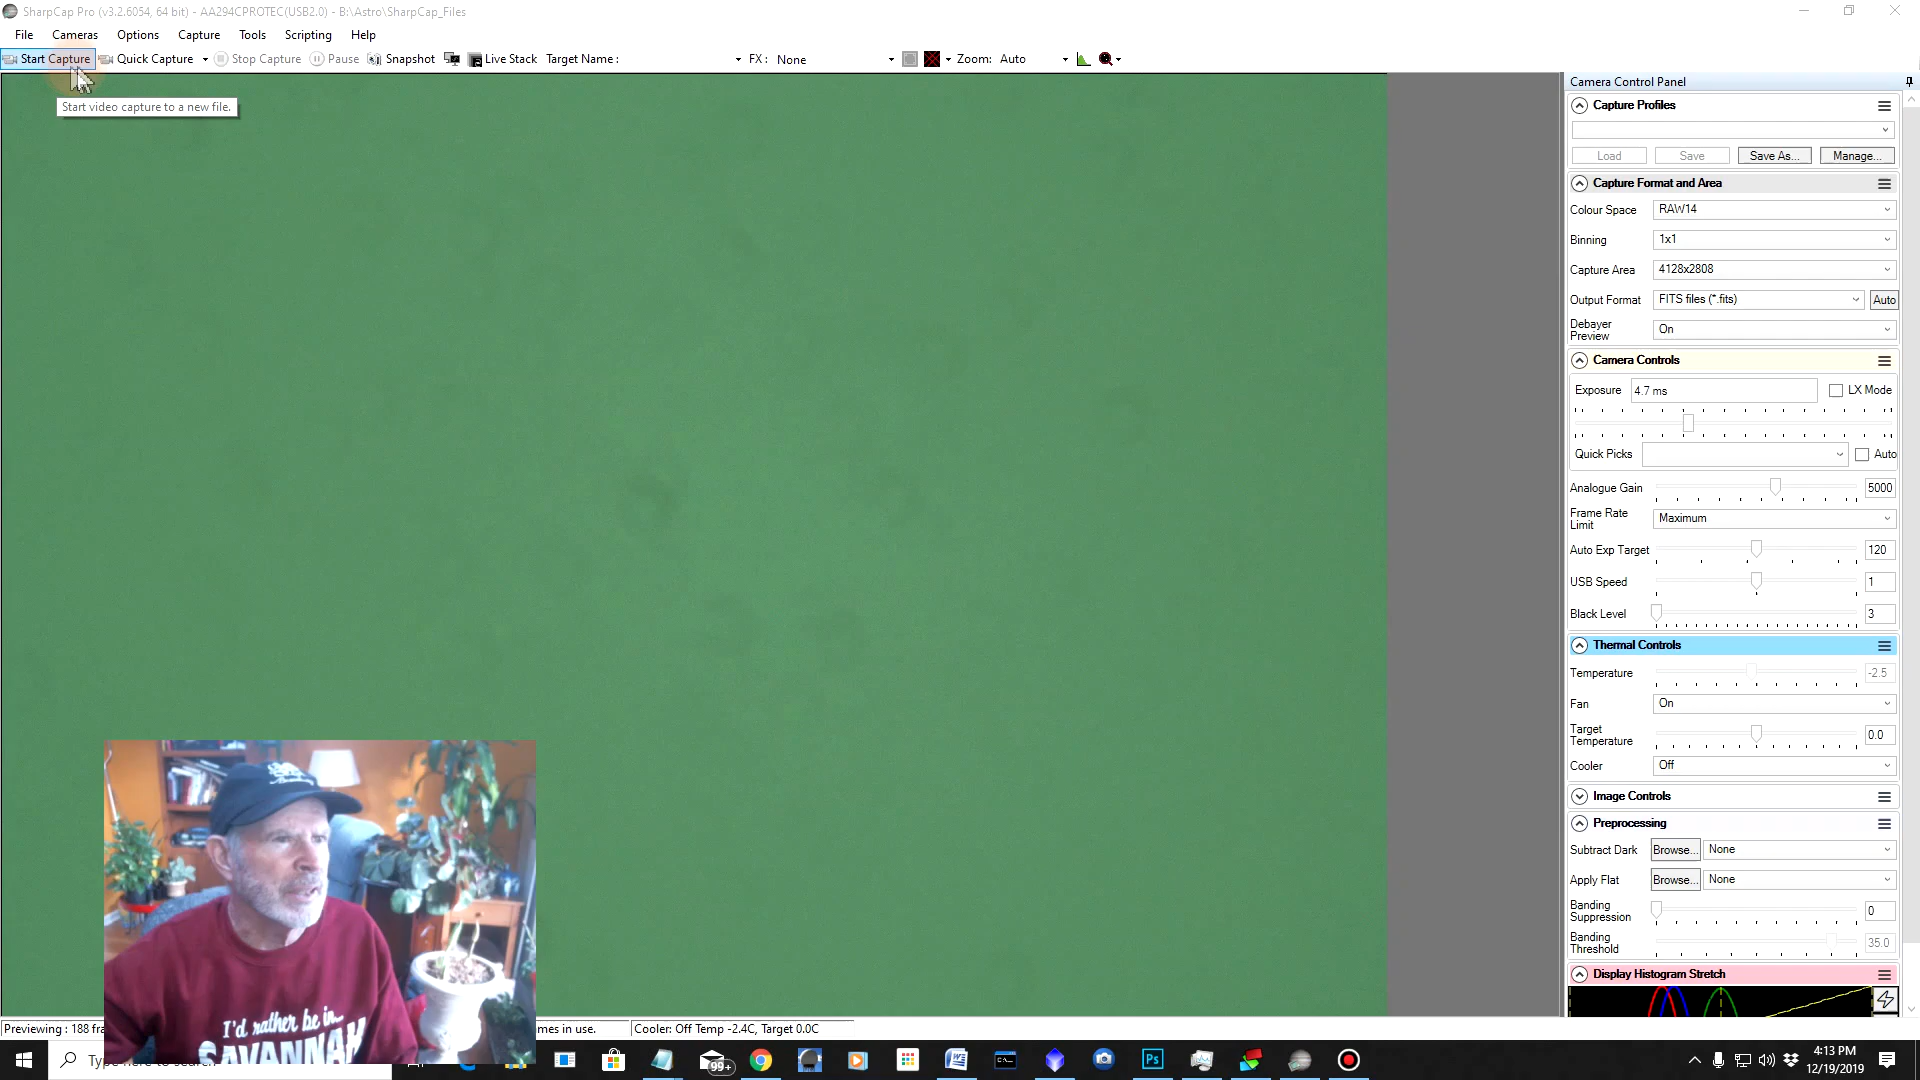 SharpCap Pro (v3.2.6054, 64 bit) - AA294CPROTEC(USB2.0) - B:\Astro\SharpCap_Files
File Cameras Options Capture Tools Scripting Help
Start Capture Quick Capture Stop Capture Pause Snapshot Live Stack Target Name : FX : None Zoom: Auto
Start video capture to a new file.
Camera Control Panel
Capture Profiles
Load Save Save As... Manage...
Capture Format and Area
Colour Space RAW14
Binning 1x1
Capture Area 4128x2808
Output Format FITS files (*.fits) Auto
Debayer
Preview On
Camera Controls
Exposure 4.7 ms LX Mode
Quick Picks Auto
Analogue Gain 5000
Frame Rate
Limit Maximum
Auto Exp Target 120
USB Speed 1
Black Level 3
Thermal Controls
Temperature -2.5
Fan On
Target
Temperature 0.0
Cooler Off
Image Controls
Preprocessing
Subtract Dark Browse... None
Apply Flat Browse... None
Banding
Suppression 0
Banding
Threshold 35.0
Display Histogram Stretch
I'd rather be in
SAVANNAH
Previewing : 188 fra mes in use. Cooler: Off Temp -2.4C, Target 0.0C
Type here to search
99+
Ps
4:13 PM
12/19/2019